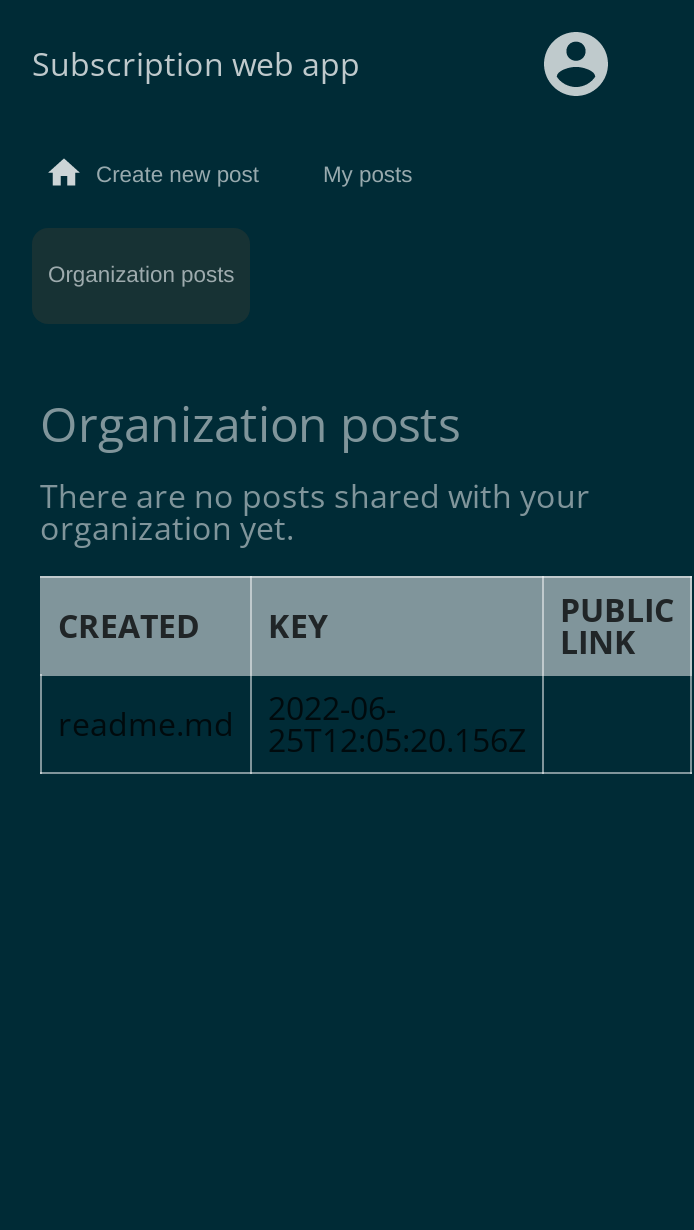 Subscription web app
Create new post My posts
Organization posts
Organization posts
There are no posts shared with your
organization yet.
CREATED KEY PUBLIC
LINK
readme.md 2022-06-
25T12:05:20.156Z